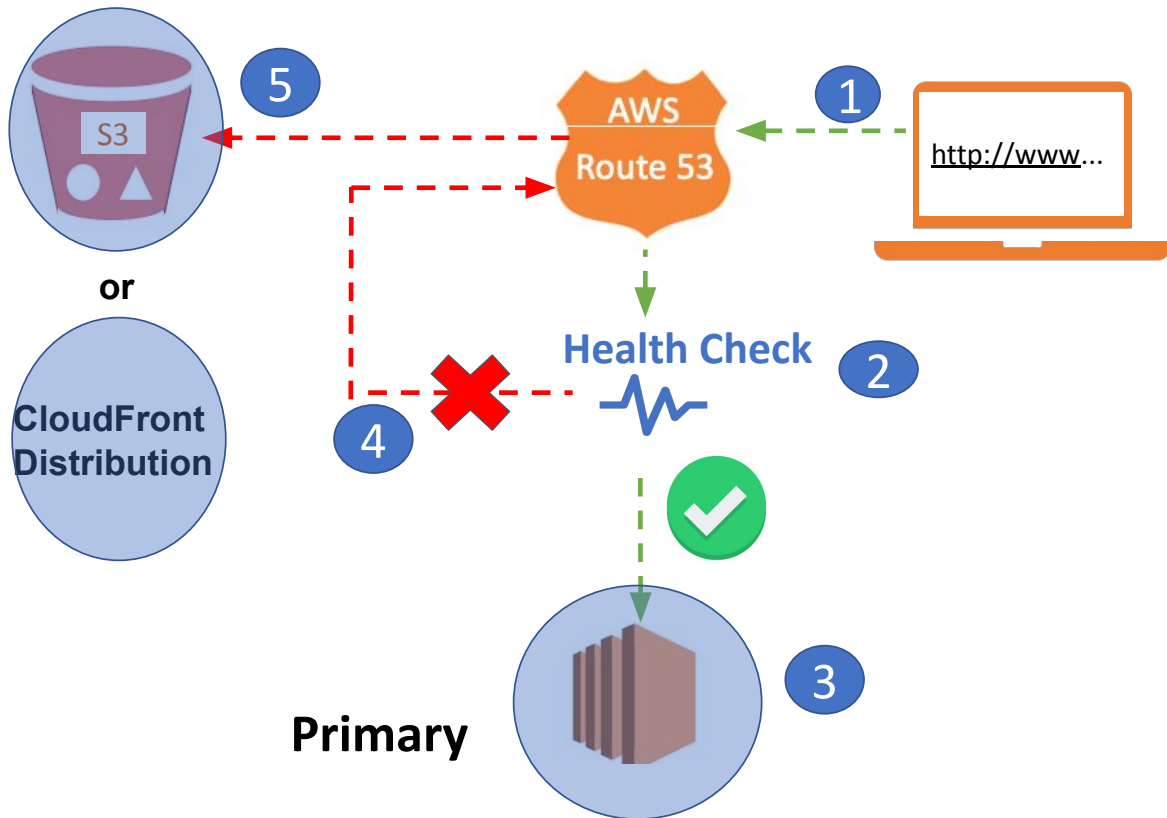 5
1
AWS
Route 53
http://www...
S3
or
Health Check
2
CloudFront
Distribution
4
3
Primary